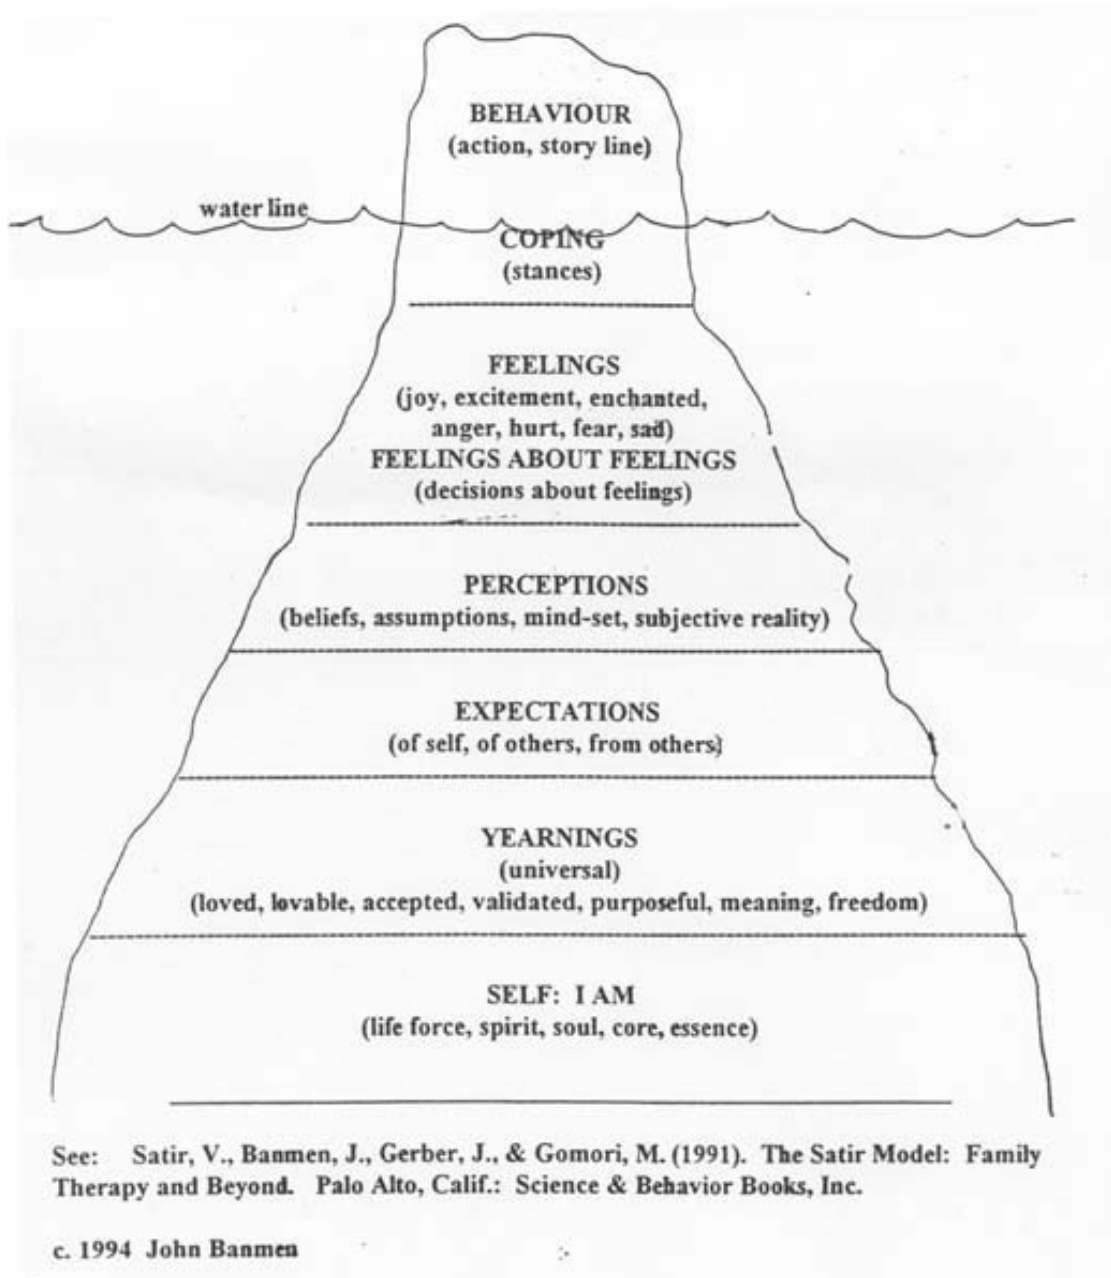 BEHAVIOUR
(action, story line)
water line
COPING
(stances)
FEELINGS
(joy, excitement, enchanted,
anger, hurt, fear, sad)
FEELINGS ABOUT FEELINGS
(decisions about feelings)
PERCEPTIONS
(beliefs, assumptions, mind-set, subjective reality)
EXPECTATIONS
(of self, of others, from others)
YEARNINGS
(universal)
(loved, lovable, accepted, validated, purposeful, meaning, freedom)
SELF: I AM
(life force, spirit, soul, core, essence)
See: Satir, V., Banmen, J., Gerber, J., & Gomori, M. (1991). The Satir Model: Family
Therapy and Beyond. Palo Alto, Calif.: Science & Behavior Books, Inc.
c. 1994 John Banmen